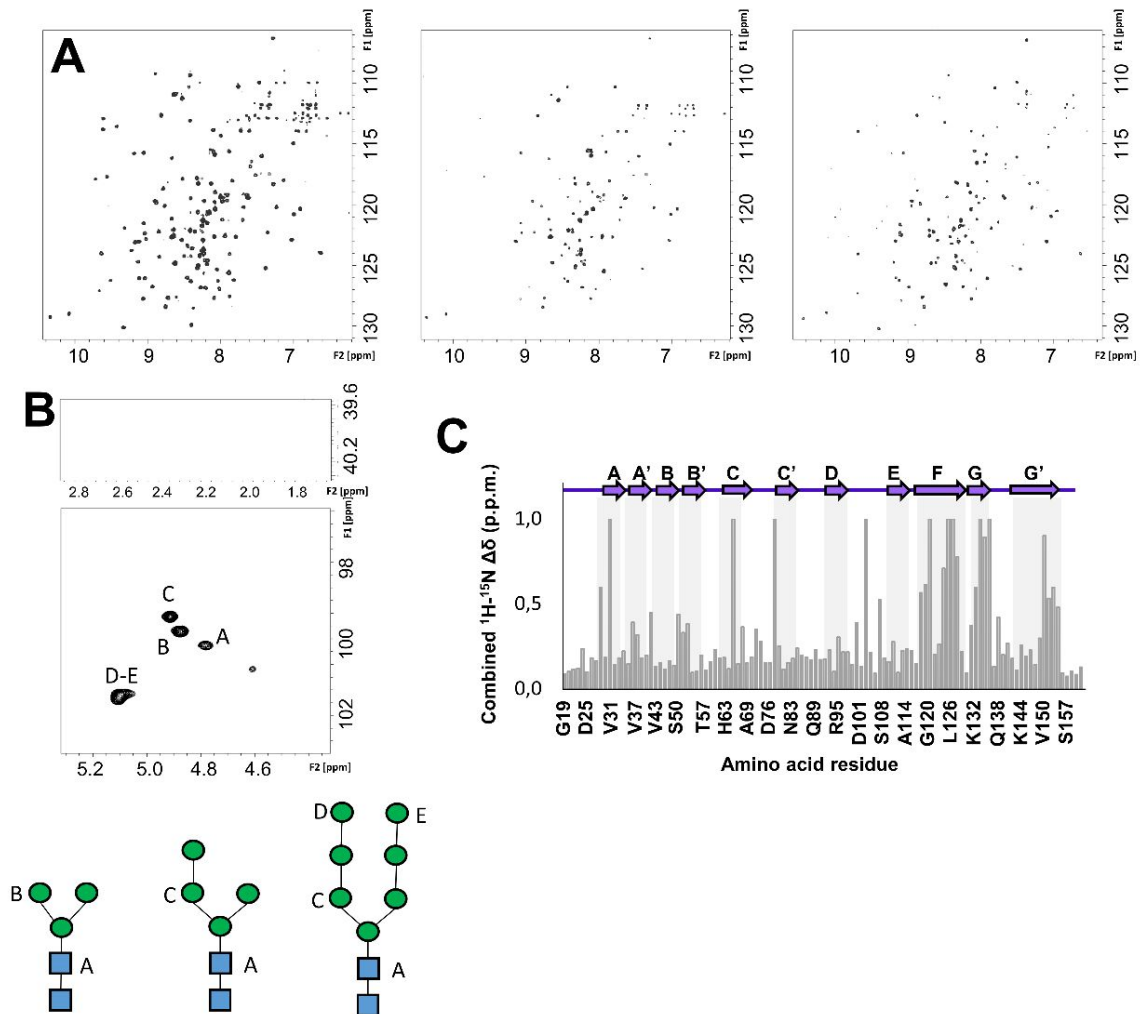 A
F1 [ppm]
110
115
120
125
130
10
9
8
7
F2 [ppm]
F1 [ppm]
110
115
120
125
130
10
9
8
7
F2 [ppm]
F1 [ppm]
110
115
120
125
130
10
9
8
7
F2 [ppm]
B
39.6
40.2
2.8 2.6 2.4 2.2 2.0 1.8
F2 [ppm]
F1 [ppm]
98
100
102
C
B
A
D-E
5.2 5.0 4.8 4.6
F2 [ppm]
B
A
C
A
D
E
C
A
C
A A' B B' C C' D E F G G'
Combined ¹H-¹⁵N Δδ (p.p.m.)
1,0
0,5
0,0
G19
D25
V31
V37
V43
S50
T57
H63
A69
D76
N83
Q89
R95
D101
S108
A114
G120
L126
K132
Q138
K144
V150
S157
Amino acid residue